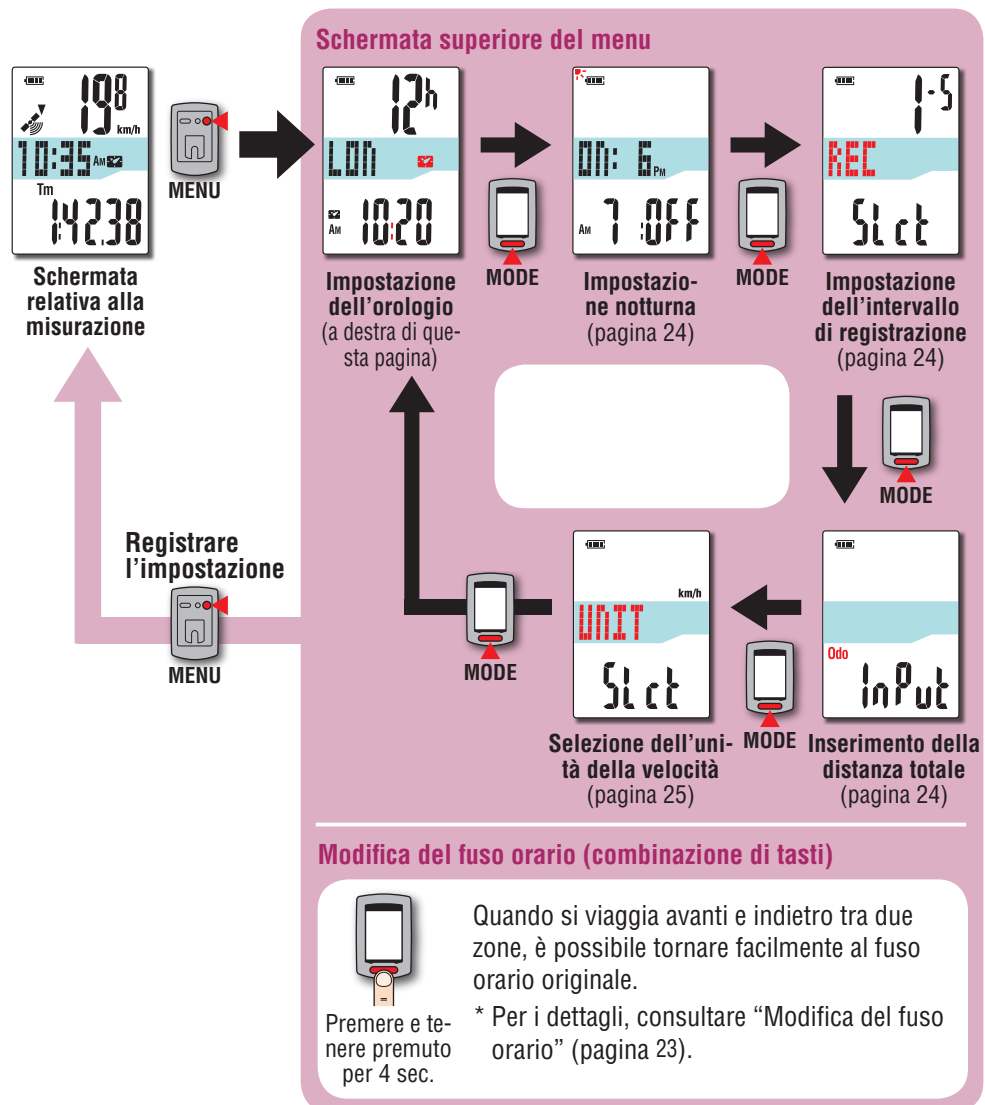 Schermata superiore del menu
19 8
km/h
10:35 AM
Tm
1:42.38
MENU
12h
LON
AM 10:20
MODE
ON: 6 PM
AM 7 :OFF
MODE
1-S
REC
SLct
Schermata
relativa alla
misurazione
Impostazione
dell’orologio
(a destra di que-
sta pagina)
Impostazio-
ne notturna
(pagina 24)
Impostazione
dell’intervallo
di registrazione
(pagina 24)
MODE
Registrare
l’impostazione
MENU
MODE
km/h
UNIT
SLct
MODE
Odo
InPut
Selezione dell’uni-
tà della velocità
(pagina 25)
Inserimento della
distanza totale
(pagina 24)
Modifica del fuso orario (combinazione di tasti)
Premere e te-
nere premuto
per 4 sec.
Quando si viaggia avanti e indietro tra due
zone, è possibile tornare facilmente al fuso
orario originale.
* Per i dettagli, consultare “Modifica del fuso
orario” (pagina 23).